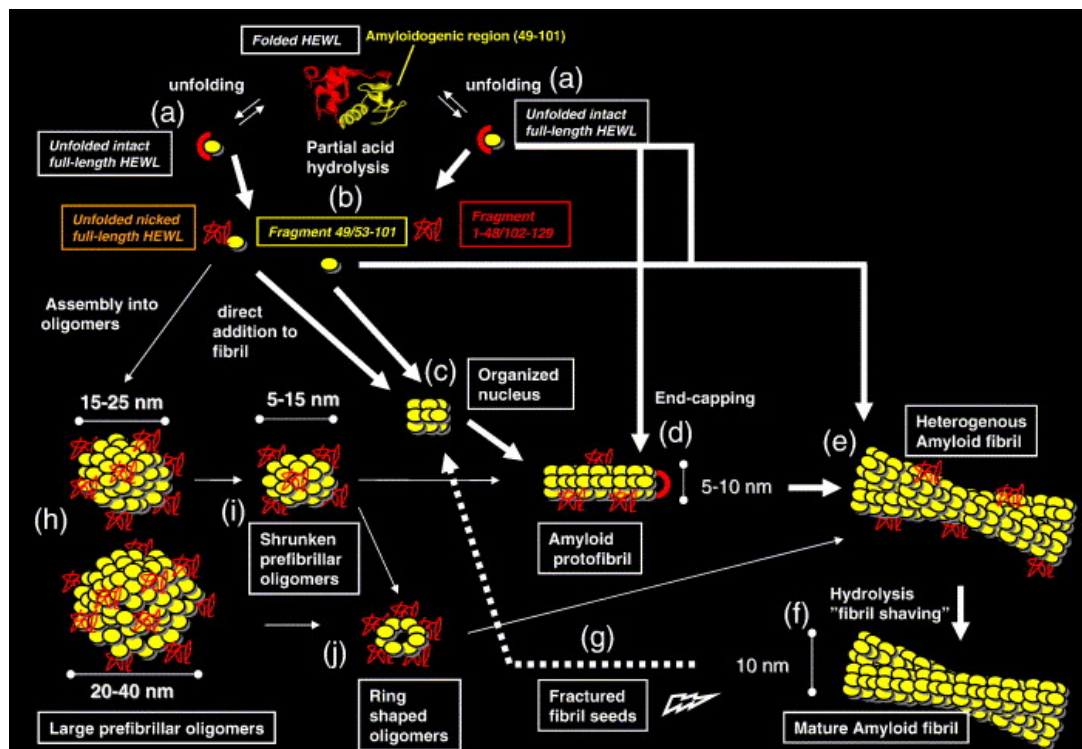 Folded HEWL
Amyloidogenic region (49-101)
unfolding
(a)
unfolding
(a)
Unfolded intact
full-length HEWL
Partial acid
hydrolysis
Unfolded intact
full-length HEWL
(b)
Unfolded nicked
full-length HEWL
Fragment 49/53-101
Fragment
1-48/102-129
Assembly into
oligomers
direct
addition to
fibril
(c)
Organized
nucleus
15-25 nm
5-15 nm
End-capping
(d)
(e)
Heterogenous
Amyloid fibril
5-10 nm
(h)
(i)
Shrunken
prefibrillar
oligomers
Amyloid
protofibril
Hydrolysis
"fibril shaving"
(j)
(g)
(f)
10 nm
20-40 nm
Large prefibrillar oligomers
Ring
shaped
oligomers
Fractured
fibril seeds
Mature Amyloid fibril